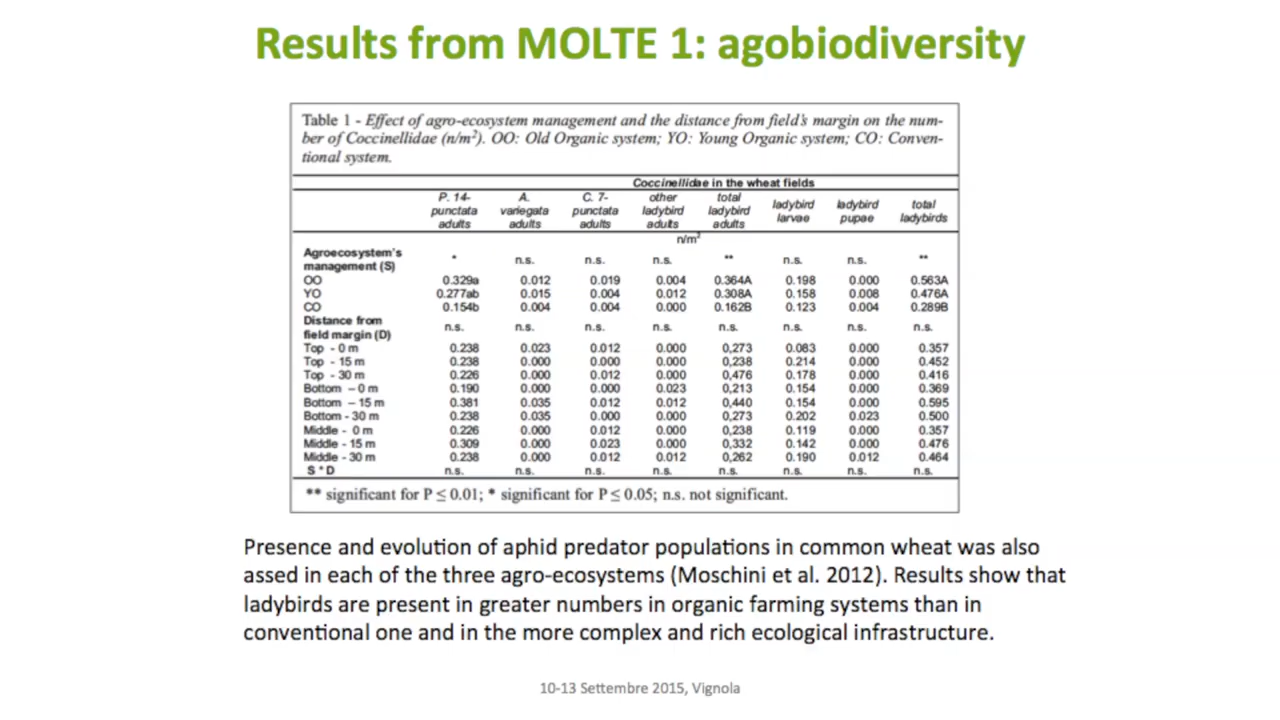 Results from MOLTE 1: agobiodiversity
Table 1 - Effect of agro-ecosystem management and the distance from field's margin on the num-
ber of Coccinellidae (n/m²). OO: Old Organic system; YO: Young Organic system; CO: Conven-
tional system.
Coccinellidae in the wheat fields
P. 14-punctata adults A. variegata adults C. 7-punctata adults other ladybird adults total ladybird adults ladybird larvae ladybird pupae total ladybirds
n/m²
Agroecosystem's
management (S) * n.s. n.s. n.s. ** n.s. n.s. **
OO 0.329a 0.012 0.019 0.004 0.364A 0.198 0.000 0.563A
YO 0.277ab 0.015 0.004 0.012 0.308A 0.158 0.008 0.476A
CO 0.154b 0.004 0.004 0.000 0.162B 0.123 0.004 0.289B
Distance from
field margin (D) n.s. n.s. n.s. n.s. n.s. n.s. n.s. n.s.
Top - 0 m 0.238 0.023 0.012 0.000 0,273 0.083 0.000 0.357
Top - 15 m 0.238 0.000 0.000 0.000 0,238 0.214 0.000 0.452
Top - 30 m 0.226 0.000 0.012 0.000 0,476 0.178 0.000 0.416
Bottom – 0 m 0.190 0.000 0.000 0.023 0,213 0.154 0.000 0.369
Bottom – 15 m 0.381 0.035 0.012 0.012 0,440 0.154 0.000 0.595
Bottom - 30 m 0.238 0.035 0.000 0.000 0,273 0.202 0.023 0.500
Middle - 0 m 0.226 0.000 0.012 0.000 0,238 0.119 0.000 0.357
Middle - 15 m 0.309 0.000 0.023 0.000 0,332 0.142 0.000 0.476
Middle - 30 m 0.238 0.000 0.012 0.012 0,262 0.190 0.012 0.464
S * D n.s. n.s. n.s. n.s. n.s. n.s. n.s. n.s.
** significant for P ≤ 0.01; * significant for P ≤ 0.05; n.s. not significant.
Presence and evolution of aphid predator populations in common wheat was also
assed in each of the three agro-ecosystems (Moschini et al. 2012). Results show that
ladybirds are present in greater numbers in organic farming systems than in
conventional one and in the more complex and rich ecological infrastructure.
10-13 Settembre 2015, Vignola